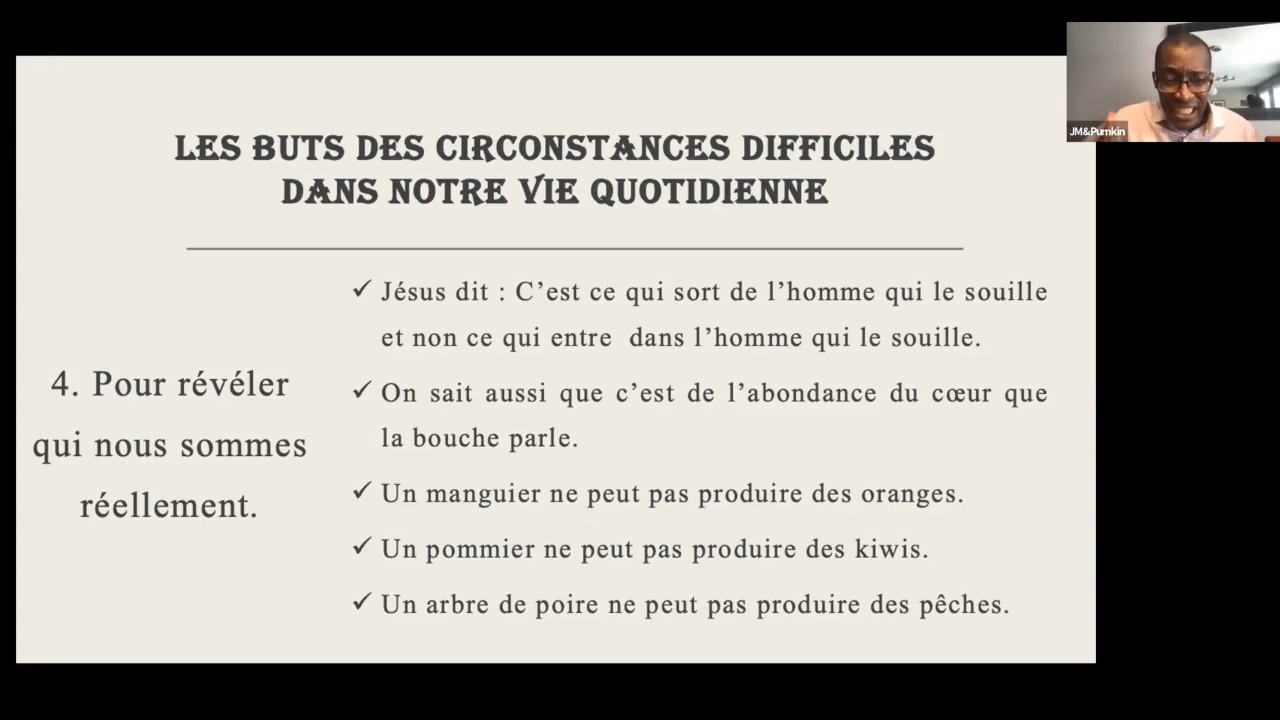 JM&Pumkin
LES BUTS DES CIRCONSTANCES DIFFICILES
DANS NOTRE VIE QUOTIDIENNE
4. Pour révéler
qui nous sommes
réellement.
✓ Jésus dit : C’est ce qui sort de l’homme qui le souille
et non ce qui entre  dans l’homme qui le souille.
✓ On sait aussi que c’est de l’abondance du cœur que
la bouche parle.
✓ Un manguier ne peut pas produire des oranges.
✓ Un pommier ne peut pas produire des kiwis.
✓ Un arbre de poire ne peut pas produire des pêches.